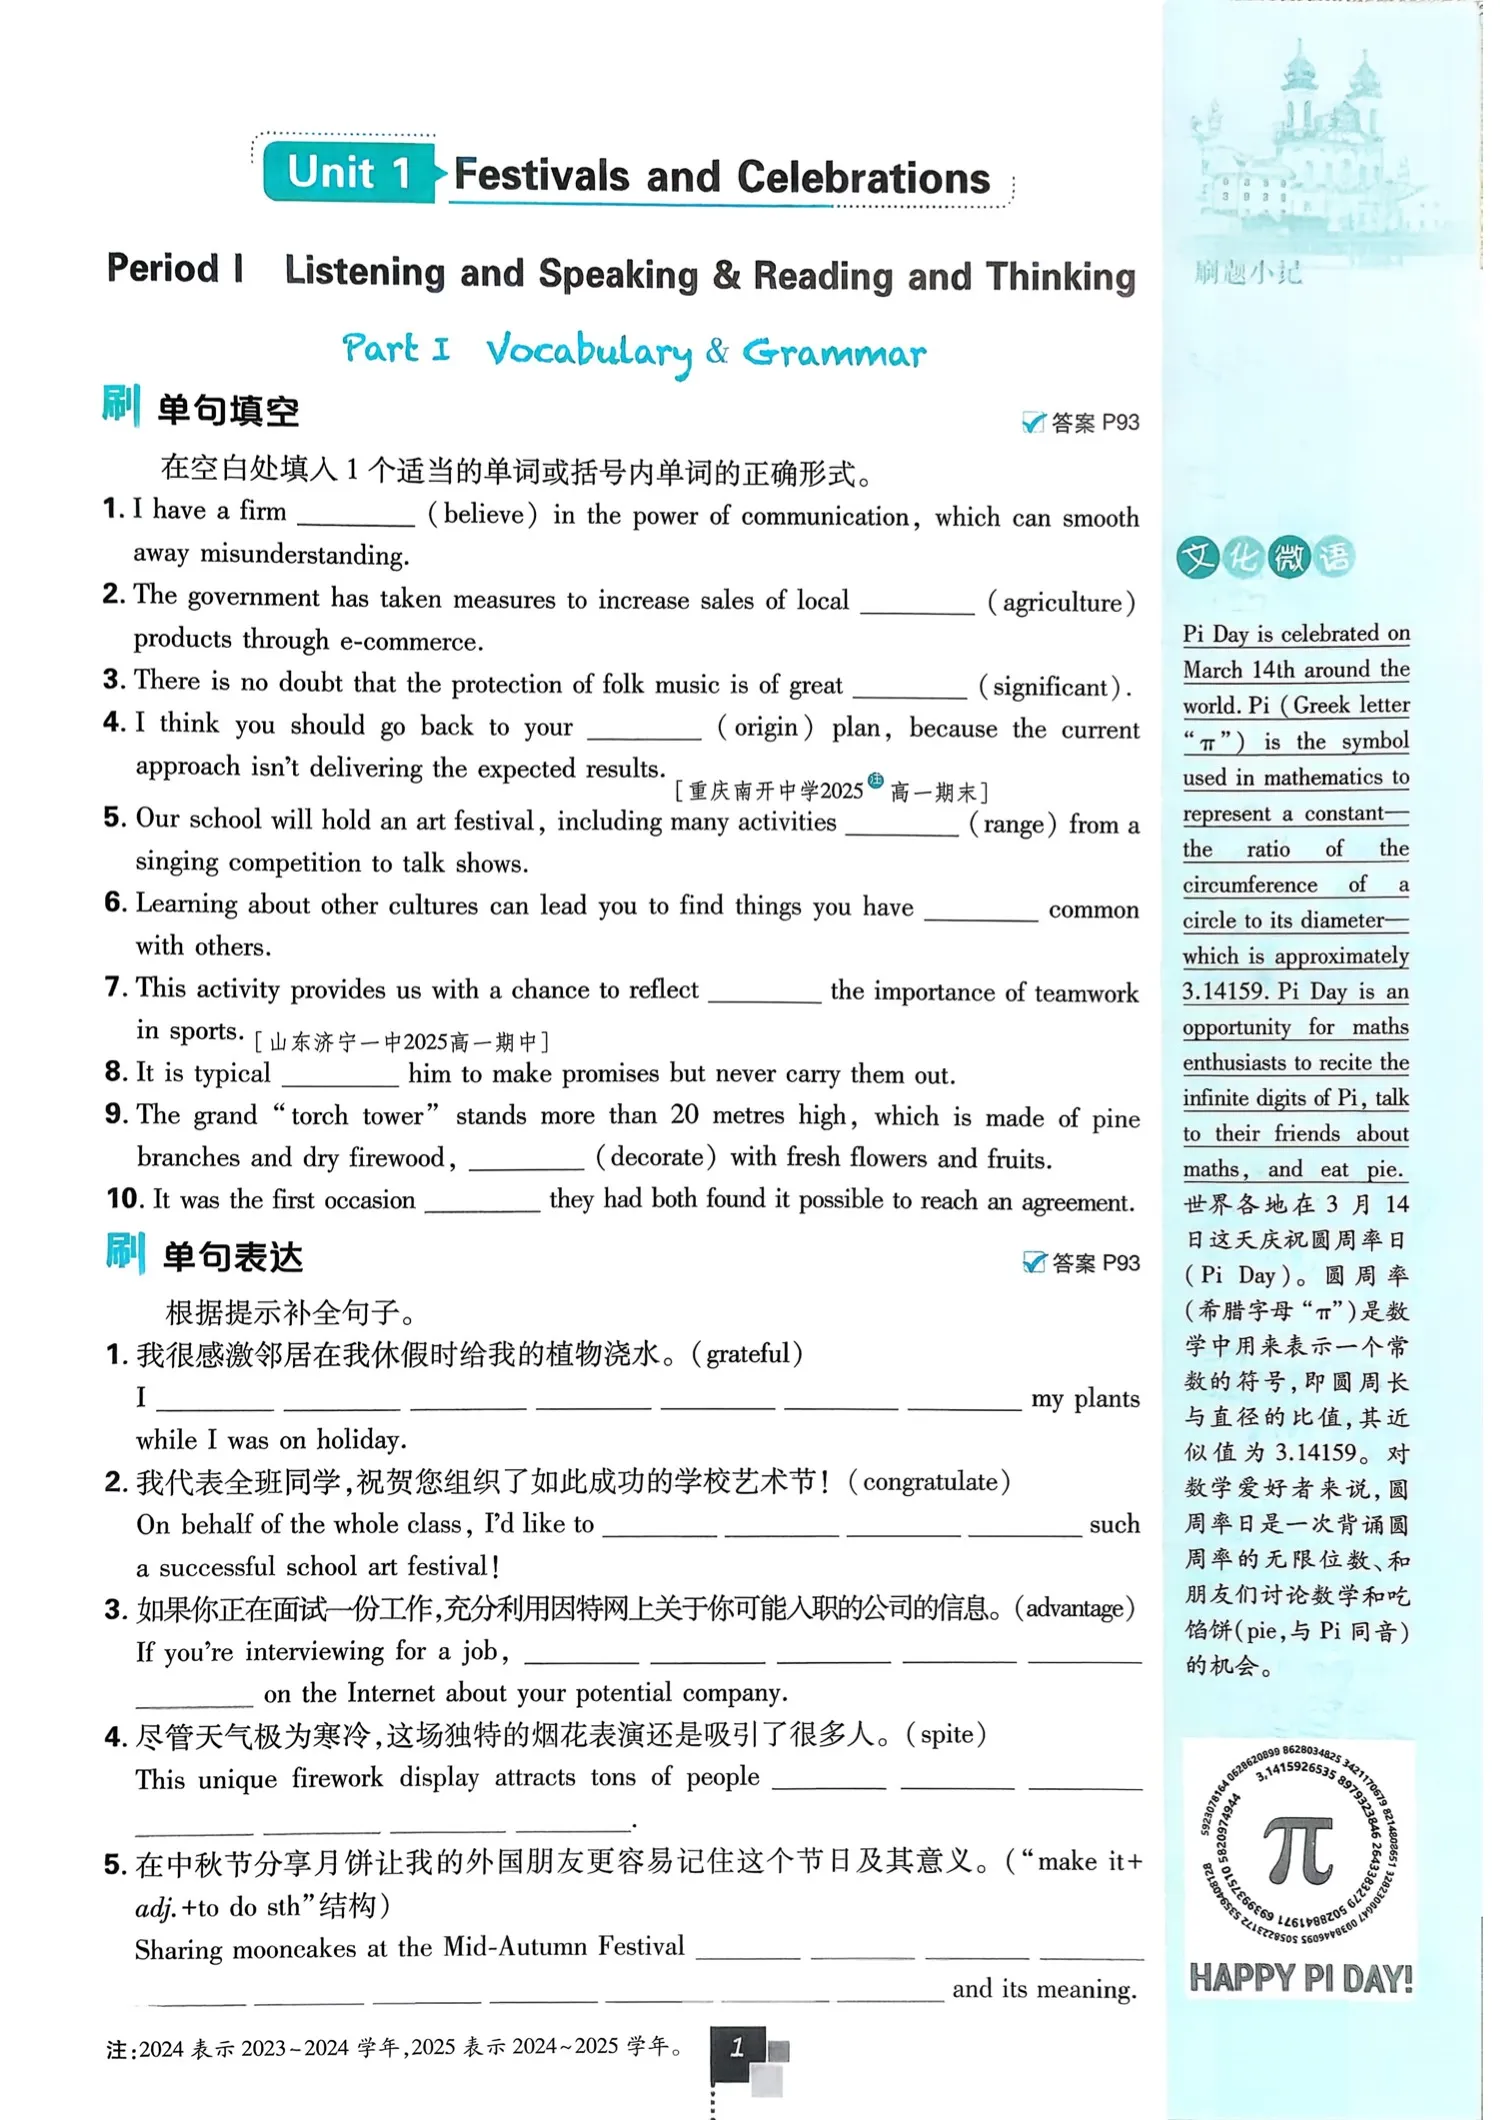 Unit 1 Festivals and Celebrations
Period I Listening and Speaking & Reading and Thinking
Part I Vocabulary & Grammar
刷 单句填空
答案 P93
在空白处填入 1 个适当的单词或括号内单词的正确形式。
1. I have a firm ________ (believe) in the power of communication, which can smooth
away misunderstanding.
2. The government has taken measures to increase sales of local ________ (agriculture)
products through e-commerce.
3. There is no doubt that the protection of folk music is of great ________ (significant).
4. I think you should go back to your ________ (origin) plan, because the current
approach isn't delivering the expected results. [重庆南开中学2025注高一期末]
5. Our school will hold an art festival, including many activities ________ (range) from a
singing competition to talk shows.
6. Learning about other cultures can lead you to find things you have ________ common
with others.
7. This activity provides us with a chance to reflect ________ the importance of teamwork
in sports. [山东济宁一中2025高一期中]
8. It is typical ________ him to make promises but never carry them out.
9. The grand “torch tower” stands more than 20 metres high, which is made of pine
branches and dry firewood, ________ (decorate) with fresh flowers and fruits.
10. It was the first occasion ________ they had both found it possible to reach an agreement.
刷 单句表达
答案 P93
根据提示补全句子。
1. 我很感激邻居在我休假时给我的植物浇水。(grateful)
I ________ ________ ________ ________ ________ ________ ________ my plants
while I was on holiday.
2. 我代表全班同学,祝贺您组织了如此成功的学校艺术节! (congratulate)
On behalf of the whole class, I'd like to ________ ________ ________ ________ such
a successful school art festival!
3. 如果你正在面试一份工作,充分利用因特网上关于你可能入职的公司的信息。(advantage)
If you're interviewing for a job, ________ ________ ________ ________ ________
________ on the Internet about your potential company.
4. 尽管天气极为寒冷,这场独特的烟花表演还是吸引了很多人。(spite)
This unique firework display attracts tons of people ________ ________ ________
________ ________ ________ ________.
5. 在中秋节分享月饼让我的外国朋友更容易记住这个节日及其意义。(“make it+
adj.+to do sth”结构)
Sharing mooncakes at the Mid-Autumn Festival ________ ________ ________ ________
________ ________ ________ ________ ________ ________ ________ and its meaning.
注:2024 表示 2023~2024 学年,2025 表示 2024~2025 学年。
1
刷题小记
文化微语
Pi Day is celebrated on
March 14th around the
world. Pi (Greek letter
“π”) is the symbol
used in mathematics to
represent a constant—
the ratio of the
circumference of a
circle to its diameter—
which is approximately
3.14159. Pi Day is an
opportunity for maths
enthusiasts to recite the
infinite digits of Pi, talk
to their friends about
maths, and eat pie.
世界各地在 3 月 14
日这天庆祝圆周率日
(Pi Day)。圆周率
(希腊字母“π”)是数
学中用来表示一个常
数的符号,即圆周长
与直径的比值,其近
似值为 3.14159。对
数学爱好者来说,圆
周率日是一次背诵圆
周率的无限位数、和
朋友们讨论数学和吃
馅饼(pie,与 Pi 同音)
的机会。
3.1415926535 8979323846 2643383279 5028841971 6939937510 5820974944
5923078164 0628620899 8628034825 3421170679
π
HAPPY PI DAY!